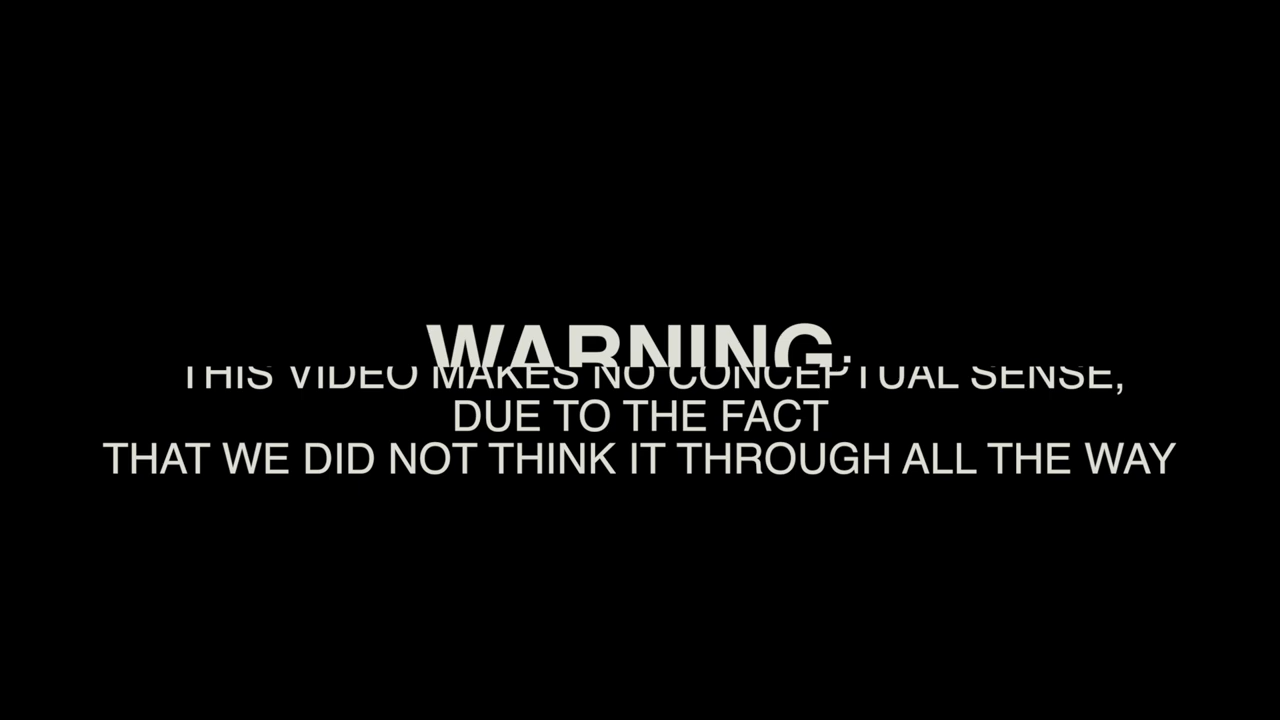 WARNING:
THIS VIDEO MAKES NO CONCEPTUAL SENSE,
DUE TO THE FACT
THAT WE DID NOT THINK IT THROUGH ALL THE WAY